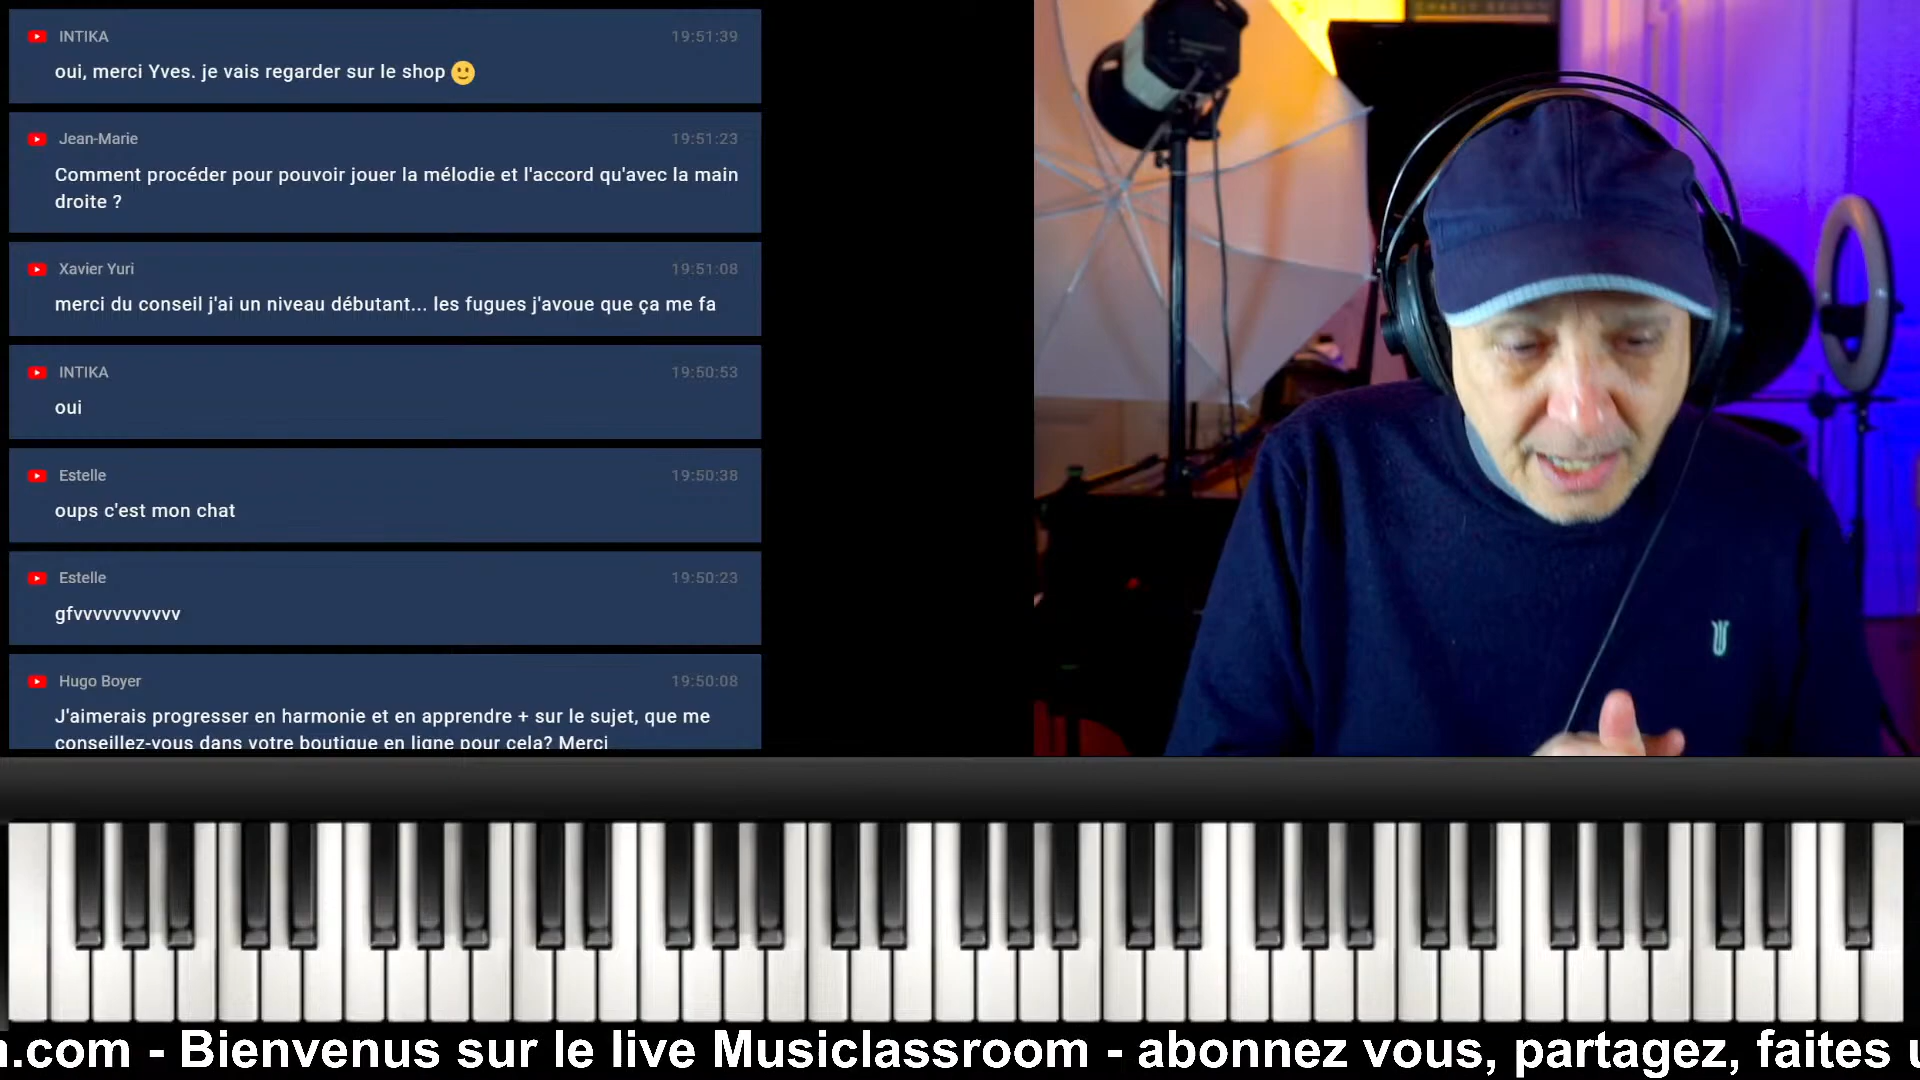 INTIKA 19:51:39
oui, merci Yves. je vais regarder sur le shop 🙂
Jean-Marie 19:51:23
Comment procéder pour pouvoir jouer la mélodie et l'accord qu'avec la main
droite ?
Xavier Yuri 19:51:08
merci du conseil j'ai un niveau débutant... les fugues j'avoue que ça me fa
INTIKA 19:50:53
oui
Estelle 19:50:38
oups c'est mon chat
Estelle 19:50:23
gfvvvvvvvvvvv
Hugo Boyer 19:50:08
J'aimerais progresser en harmonie et en apprendre + sur le sujet, que me
conseillez-vous dans votre boutique en ligne pour cela? Merci
.com - Bienvenus sur le live Musiclassroom - abonnez vous, partagez, faites